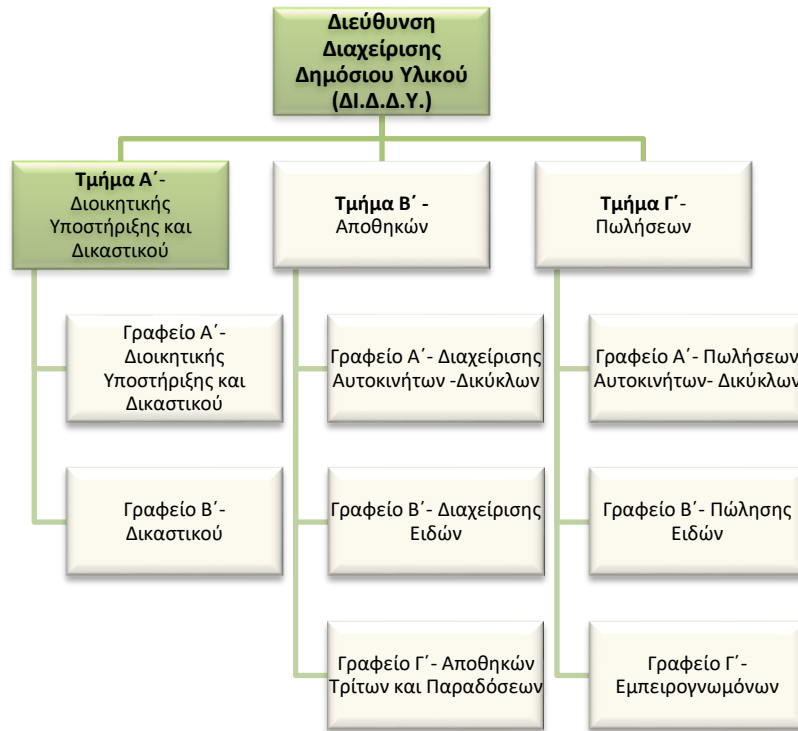 Διεύθυνση
Διαχείρισης
Δημόσιου Υλικού
(ΔΙ.Δ.Δ.Υ.)
Τμήμα Α΄-
Διοικητικής
Υποστήριξης και
Δικαστικού
Γραφείο Α΄-
Διοικητικής
Υποστήριξης και
Δικαστικού
Γραφείο Β΄-
Δικαστικού
Τμήμα Β΄ -
Αποθηκών
Γραφείο Α΄- Διαχείρισης
Αυτοκινήτων -Δικύκλων
Γραφείο Β΄- Διαχείρισης
Ειδών
Γραφείο Γ΄- Αποθηκών
Τρίτων και Παραδόσεων
Τμήμα Γ΄-
Πωλήσεων
Γραφείο Α΄- Πωλήσεων
Αυτοκινήτων- Δικύκλων
Γραφείο Β΄- Πώλησης
Ειδών
Γραφείο Γ΄-
Εμπειρογνωμόνων